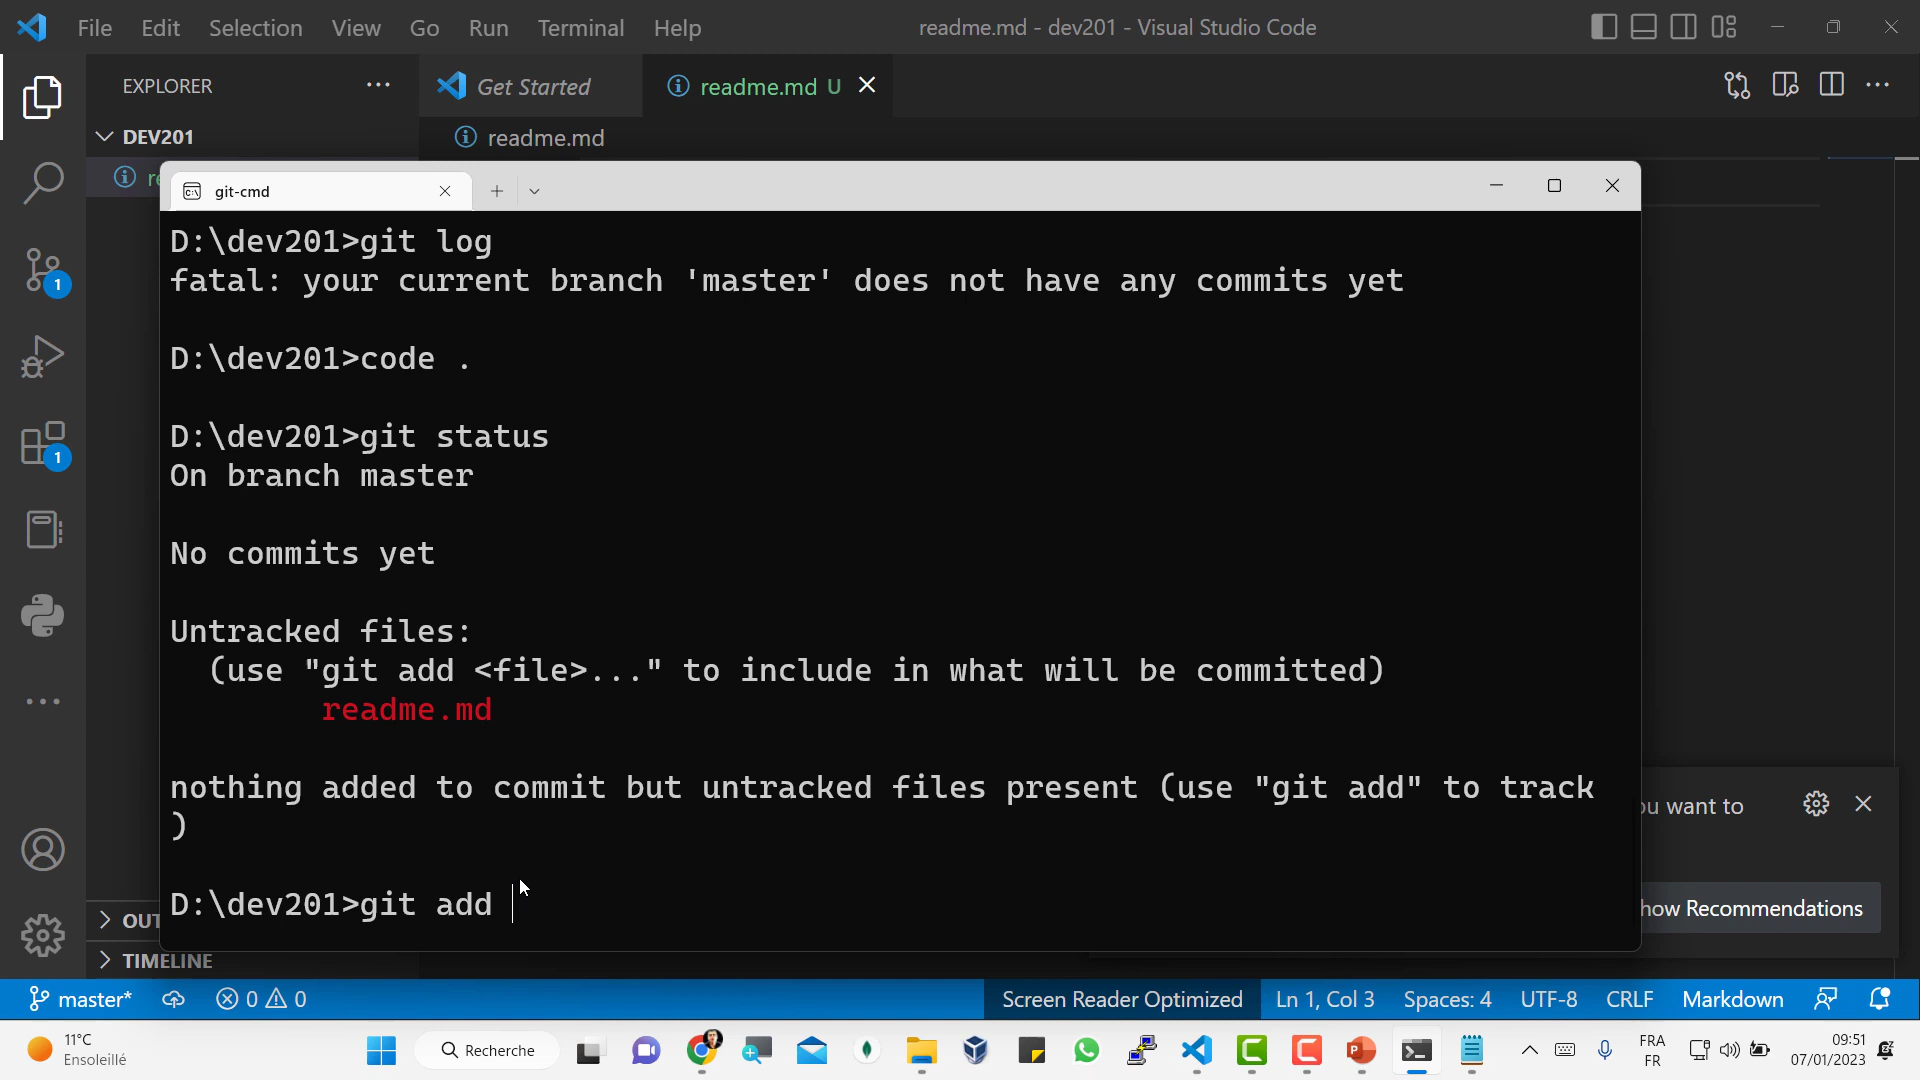 File Edit Selection View Go Run Terminal Help
readme.md - dev201 - Visual Studio Code
EXPLORER
Get Started
readme.md U
DEV201
readme.md
git-cmd
D:\dev201>git log
fatal: your current branch 'master' does not have any commits yet
D:\dev201>code .
D:\dev201>git status
On branch master
No commits yet
Untracked files:
(use "git add <file>..." to include in what will be committed)
readme.md
nothing added to commit but untracked files present (use "git add" to track
)
D:\dev201>git add
1
1
want to
Recommendations
TIMELINE
master*
0 0
Screen Reader Optimized
Ln 1, Col 3
Spaces: 4
UTF-8
CRLF
Markdown
11°C
Ensoleillé
Recherche
FRA
FR
09:51
07/01/2023